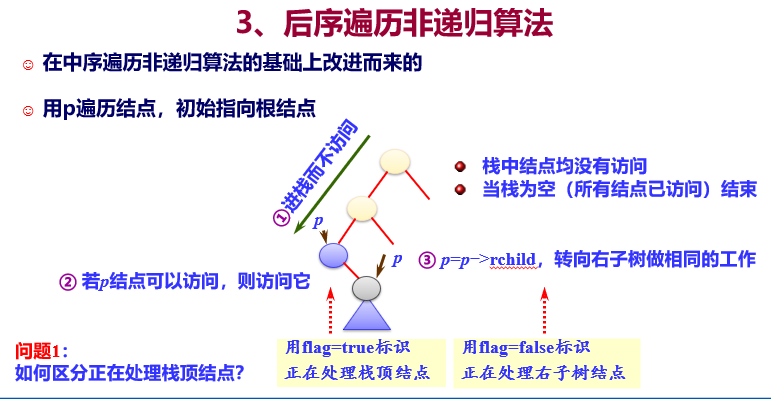 3、后序遍历非递归算法
在中序遍历非递归算法的基础上改进而来的
用p遍历结点，初始指向根结点
①进栈而不访问
栈中结点均没有访问
当栈为空（所有结点已访问）结束
p
p
③ p=p->rchild，转向右子树做相同的工作
② 若p结点可以访问，则访问它
问题1：
如何区分正在处理栈顶结点？
用flag=true标识
正在处理栈顶结点
用flag=false标识
正在处理右子树结点